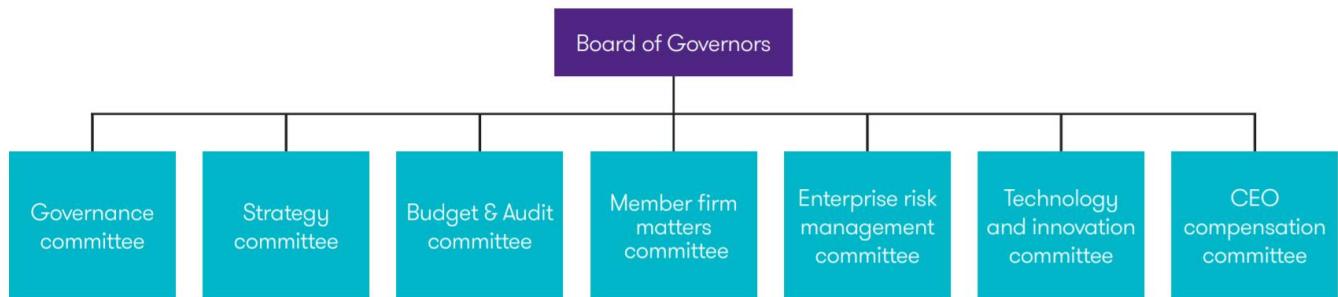 Board of Governors
Governance
committee
Strategy
committee
Budget & Audit
committee
Member firm
matters
committee
Enterprise risk
management
committee
Technology
and innovation
committee
CEO
compensation
committee